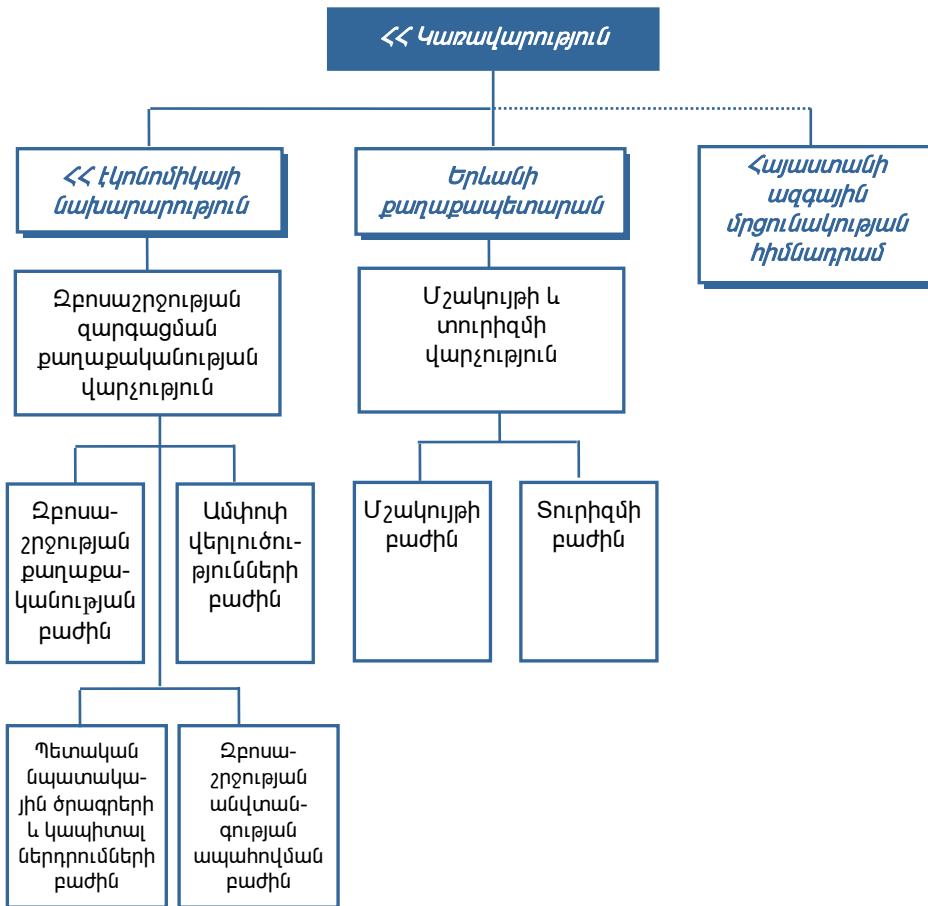 ՀՀ Կառավարություն
ՀՀ էկոնոմիկայի
նախարարություն
Երևանի
քաղաքապետարան
Հայաստանի
ազգային
մրցունակության
հիմնադրամ
Զբոսաշրջության
զարգացման
քաղաքականության
վարչություն
Մշակույթի և
տուրիզմի
վարչություն
Զբոսա-
շրջության
քաղաքա-
կանության
բաժին
Ամփոփ
վերլուծու-
թյունների
բաժին
Մշակույթի
բաժին
Տուրիզմի
բաժին
Պետական
նպատակա-
յին ծրագրերի
և կապիտալ
ներդրումների
բաժին
Զբոսա-
շրջության
անվտան-
գության
ապահովման
բաժին